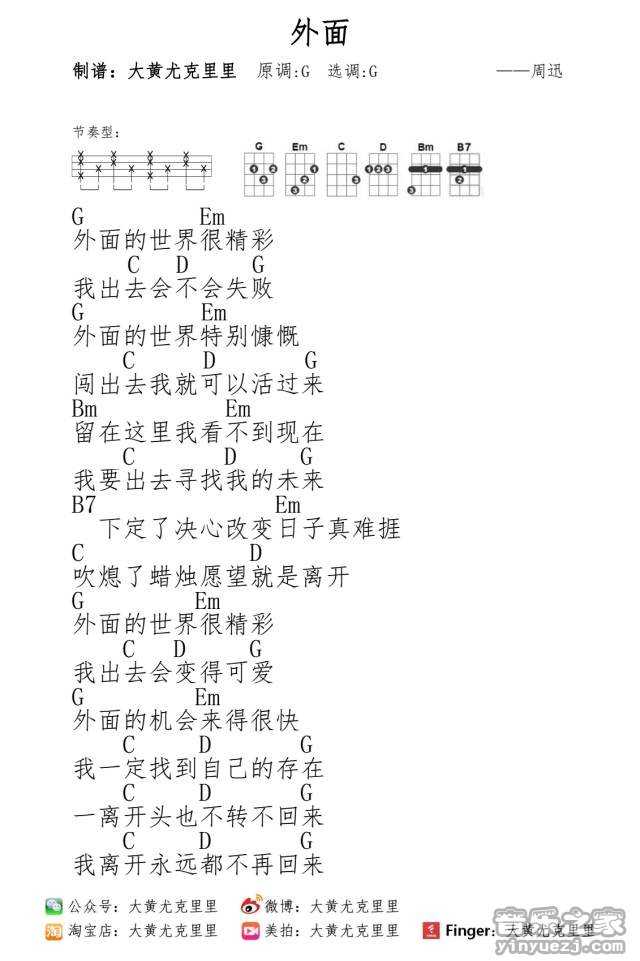 外面
制谱：大黄尤克里里 原调:G 选调:G ——周迅
节奏型：
G Em C D Bm B7
G Em
外面的世界很精彩
C D G
我出去会不会失败
G Em
外面的世界特别慷慨
C D G
闯出去我就可以活过来
Bm Em
留在这里我看不到现在
C D G
我要出去寻找我的未来
B7 Em
下定了决心改变日子真难捱
C D
吹熄了蜡烛愿望就是离开
G Em
外面的世界很精彩
C D G
我出去会变得可爱
G Em
外面的机会来得很快
C D G
我一定找到自己的存在
C D G
一离开头也不转不回来
C D G
我离开永远都不再回来
公众号：大黄尤克里里 微博：大黄尤克里里
淘宝店：大黄尤克里里 美拍：大黄尤克里里 Finger：大黄尤克里里
音乐之家
yinyuezj.com